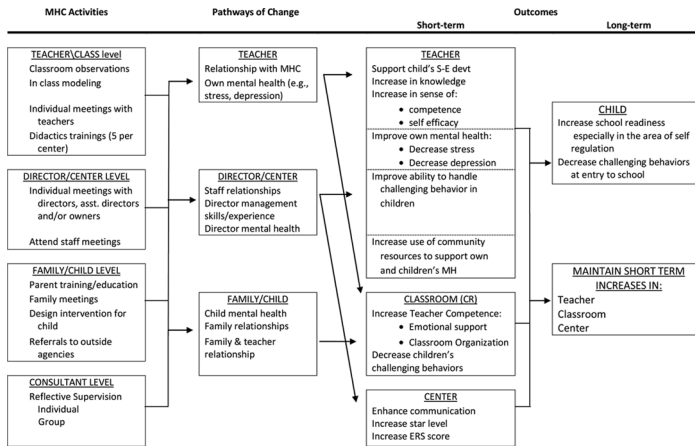 MHC Activities
Pathways of Change
Outcomes
Short-term
Long-term
TEACHER\CLASS level
Classroom observations
In class modeling
Individual meetings with
teachers
Didactics trainings (5 per
center)
DIRECTOR/CENTER LEVEL
Individual meetings with
directors, asst. directors
and/or owners
Attend staff meetings
FAMILY/CHILD LEVEL
Parent training/education
Family meetings
Design intervention for
child
Referrals to outside
agencies
CONSULTANT LEVEL
Reflective Supervision
Individual
Group
TEACHER
Relationship with MHC
Own mental health (e.g.,
stress, depression)
DIRECTOR/CENTER
Staff relationships
Director management
skills/experience
Director mental health
FAMILY/CHILD
Child mental health
Family relationships
Family & teacher
relationship
TEACHER
Support child's S-E devt
Increase in knowledge
Increase in sense of:
• competence
• self efficacy
Improve own mental health:
• Decrease stress
• Decrease depression
Improve ability to handle
challenging behavior in
children
Increase use of community
resources to support own
and children's MH
CLASSROOM (CR)
Increase Teacher Competence:
• Emotional support
• Classroom Organization
Decrease children's
challenging behaviors
CENTER
Enhance communication
Increase star level
Increase ERS score
CHILD
Increase school readiness
especially in the area of self
regulation
Decrease challenging behaviors
at entry to school
MAINTAIN SHORT TERM
INCREASES IN:
Teacher
Classroom
Center